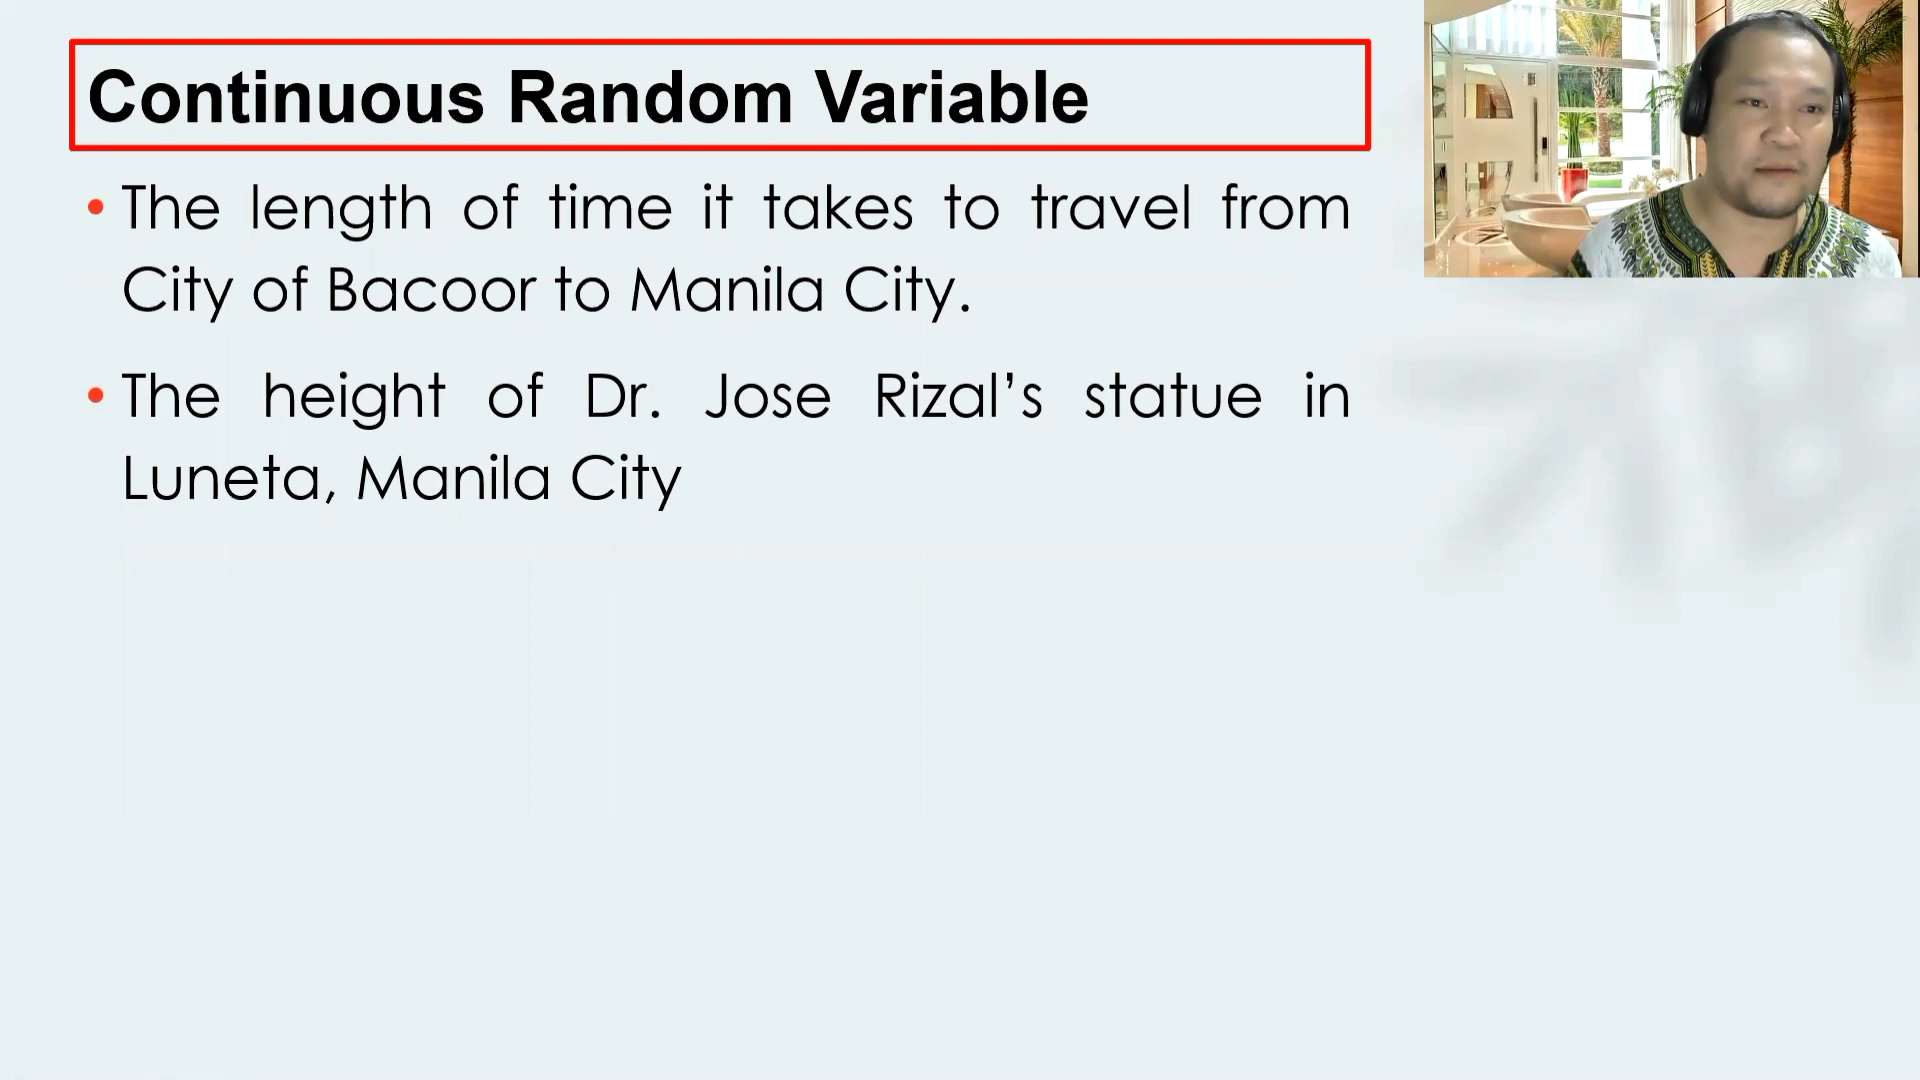 Continuous Random Variable
• The length of time it takes to travel from
City of Bacoor to Manila City.
• The height of Dr. Jose Rizal’s statue in
Luneta, Manila City